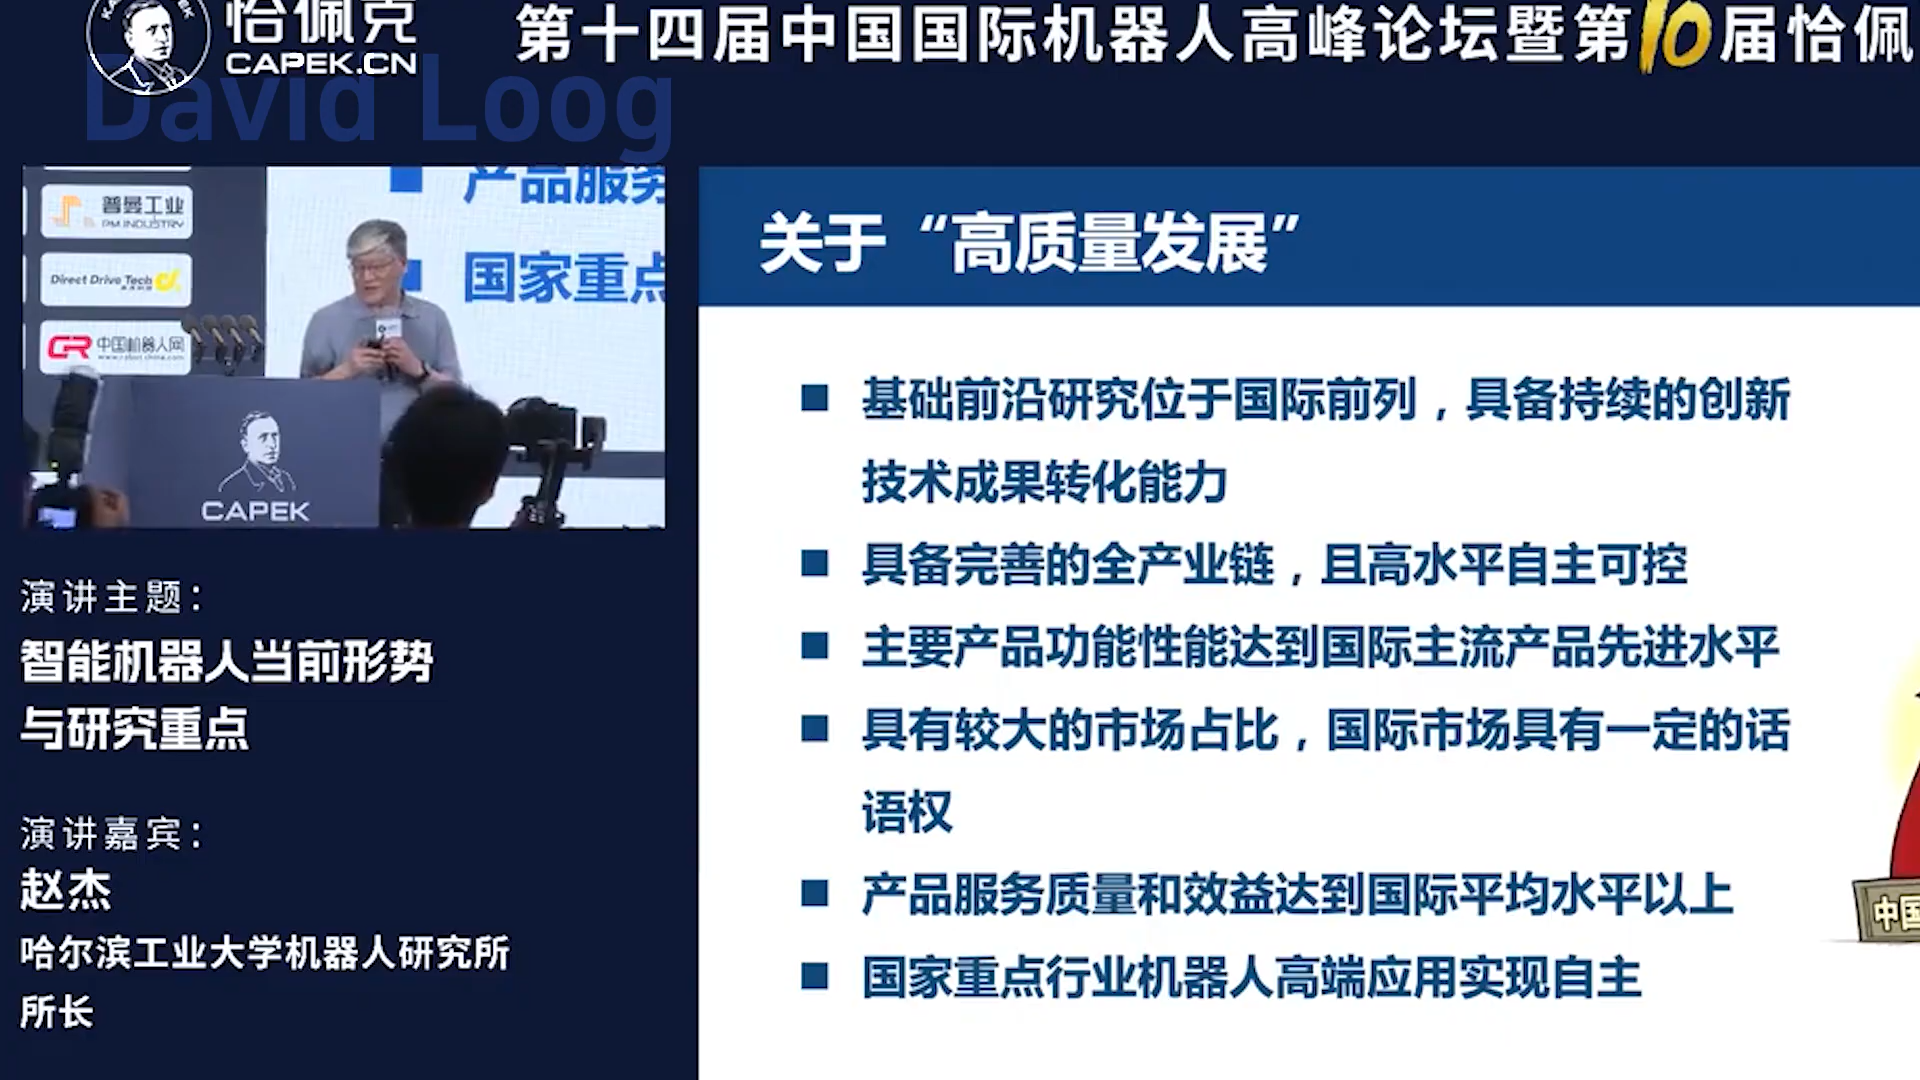 恰佩克
CAPEK.CN
第十四届中国国际机器人高峰论坛暨第10届恰佩
David Loog
普曼工业
PM INDUSTRY
Direct Drive Tech
中国机器人网
www.robot-china.com
产品服务
国家重点
CAPEK
演讲主题：
智能机器人当前形势
与研究重点
演讲嘉宾：
赵杰
哈尔滨工业大学机器人研究所
所长
关于“高质量发展”
■ 基础前沿研究位于国际前列，具备持续的创新
技术成果转化能力
■ 具备完善的全产业链，且高水平自主可控
■ 主要产品功能性能达到国际主流产品先进水平
■ 具有较大的市场占比，国际市场具有一定的话
语权
■ 产品服务质量和效益达到国际平均水平以上
■ 国家重点行业机器人高端应用实现自主
中国